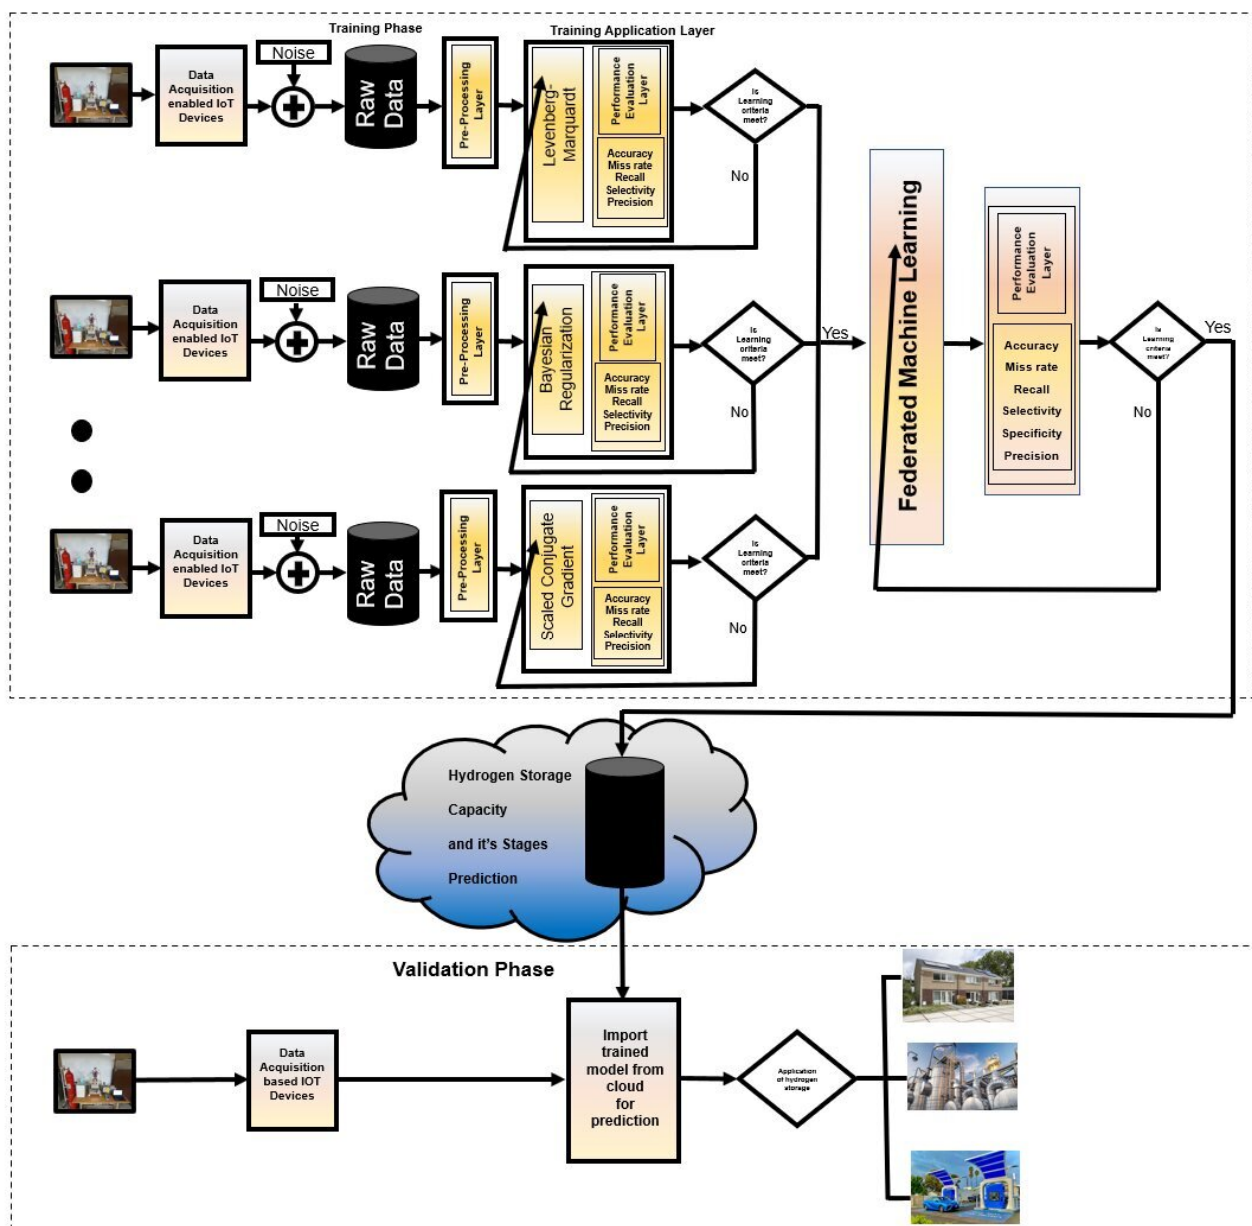 Training Phase
Training Application Layer
Data
Acquisition
enabled IoT
Devices
Noise
Raw
Data
Pre-Processing
Layer
Levenberg-
Marquardt
Performance
Evaluation
Layer
Accuracy
Miss rate
Recall
Selectivity
Precision
Is
Learning
criteria
meet?
No
Data
Acquisition
enabled IoT
Devices
Noise
Raw
Data
Pre-Processing
Layer
Bayesian
Regularization
Performance
Evaluation
Layer
Accuracy
Miss rate
Recall
Selectivity
Precision
Is
Learning
criteria
meet?
No
Yes
Data
Acquisition
enabled IoT
Devices
Noise
Raw
Data
Pre-Processing
Layer
Scaled Conjugate
Gradient
Performance
Evaluation
Layer
Accuracy
Miss rate
Recall
Selectivity
Precision
Is
Learning
criteria
meet?
No
Federated Machine Learning
Performance
Evaluation
Layer
Accuracy
Miss rate
Recall
Selectivity
Specificity
Precision
Is
Learning
criteria
meet?
Yes
No
Hydrogen Storage
Capacity
and it's Stages
Prediction
Validation Phase
Data
Acquisition
based IOT
Devices
Import
trained
model from
cloud
for
prediction
Application
of hydrogen
storage